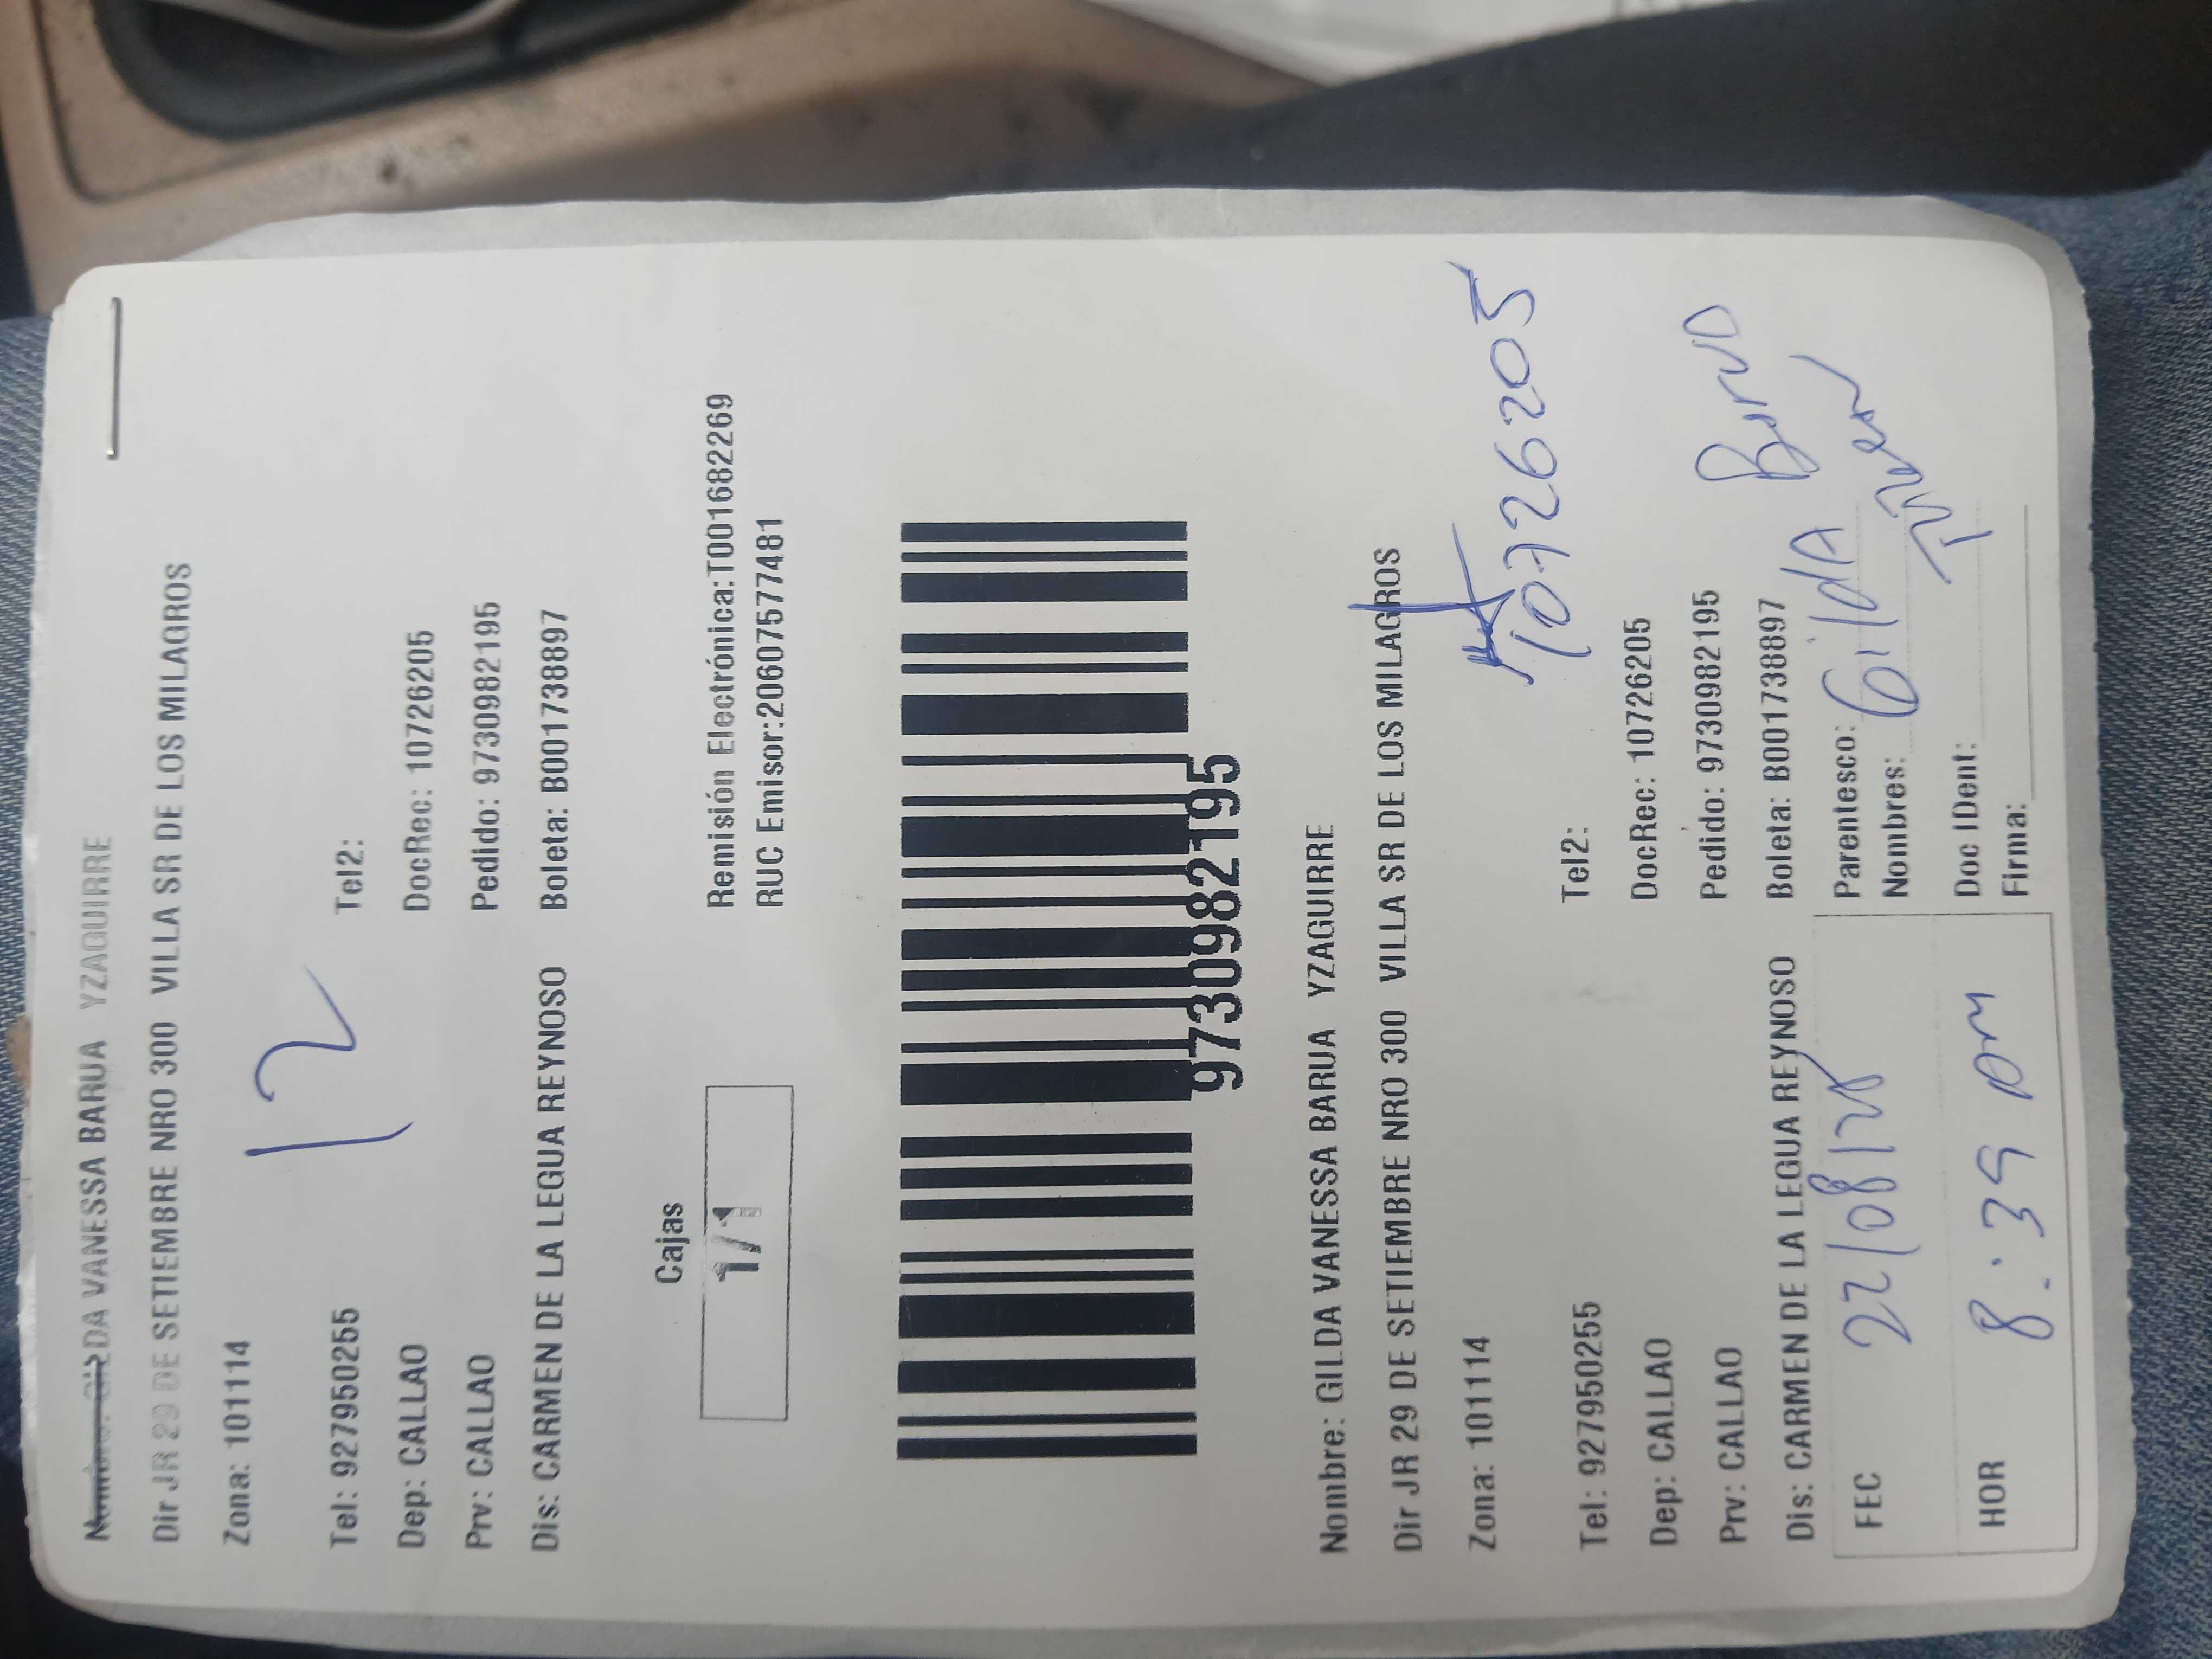 Nombre: GILDA VANESSA BARUA YZAGUIRRE
Dir JR 29 DE SETIEMBRE NRO 300 VILLA SR DE LOS MILAGROS
Zona: 101114
12
Tel: 927950255 Tel2:
Dep: CALLAO DocRec: 10726205
Prv: CALLAO Pedido: 9730982195
Dis: CARMEN DE LA LEGUA REYNOSO Boleta: B001738897
Cajas
1/1
Remisión Electrónica:T001682269
RUC Emisor:20607577481
9730982195
Nombre: GILDA VANESSA BARUA YZAGUIRRE
Dir JR 29 DE SETIEMBRE NRO 300 VILLA SR DE LOS MILAGROS
Zona: 101114
10726205
Tel: 927950255 Tel2:
Dep: CALLAO DocRec: 10726205
Prv: CALLAO Pedido: 9730982195
Dis: CARMEN DE LA LEGUA REYNOSO Boleta: B001738897
FEC 22/08/25 Parentesco:
Nombres: Gilda
HOR 8:39 am Doc IDent:
Firma: